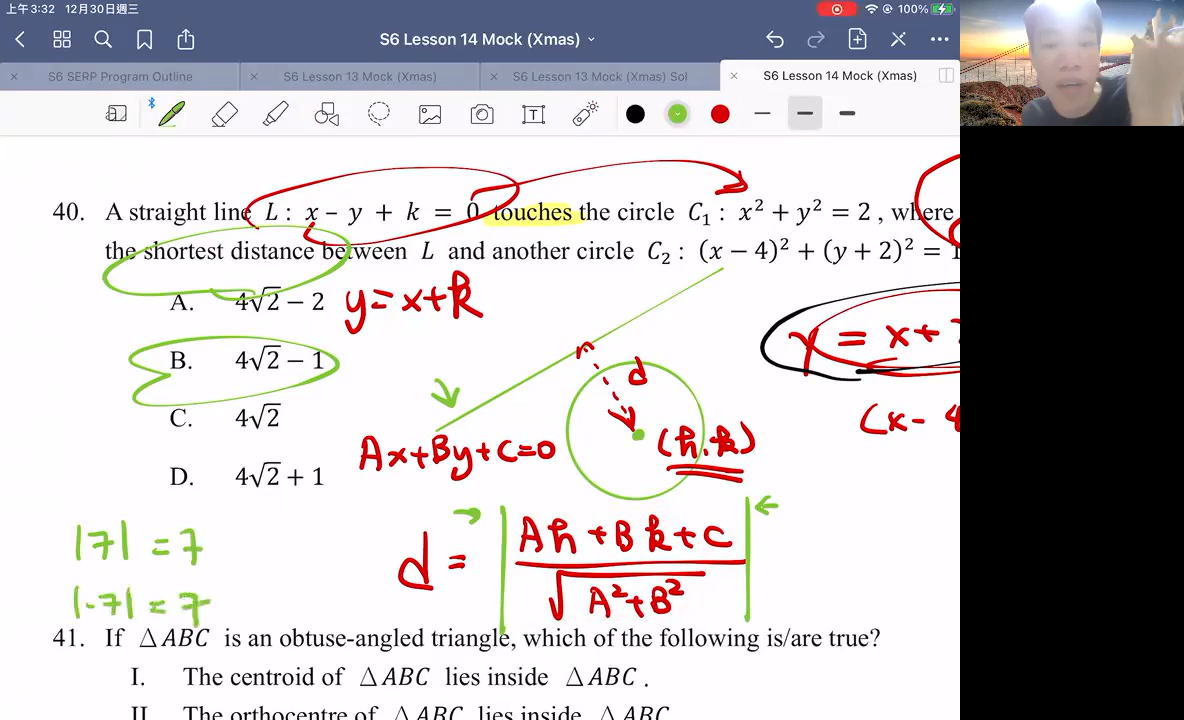 上午3:32 12月30日週三
100%
S6 Lesson 14 Mock (Xmas)
S6 SERP Program Outline
S6 Lesson 13 Mock (Xmas)
S6 Lesson 13 Mock (Xmas) Sol
S6 Lesson 14 Mock (Xmas)
40. A straight line L : x − y + k = 0 touches the circle C₁ : x² + y² = 2 , where
the shortest distance between L and another circle C₂ : (x − 4)² + (y + 2)² = 1
A. 4√2 − 2
y = x+k
B. 4√2 − 1
y = x+
d
C. 4√2
(x - 4
Ax+By+C=0
(h,k)
D. 4√2 + 1
|7| = 7
d = |Ah+Bk+C / √A²+B²|
|-7| = 7
41. If △ABC is an obtuse-angled triangle, which of the following is/are true?
I. The centroid of △ABC lies inside △ABC .
II. The orthocentre of △ABC lies inside △ABC